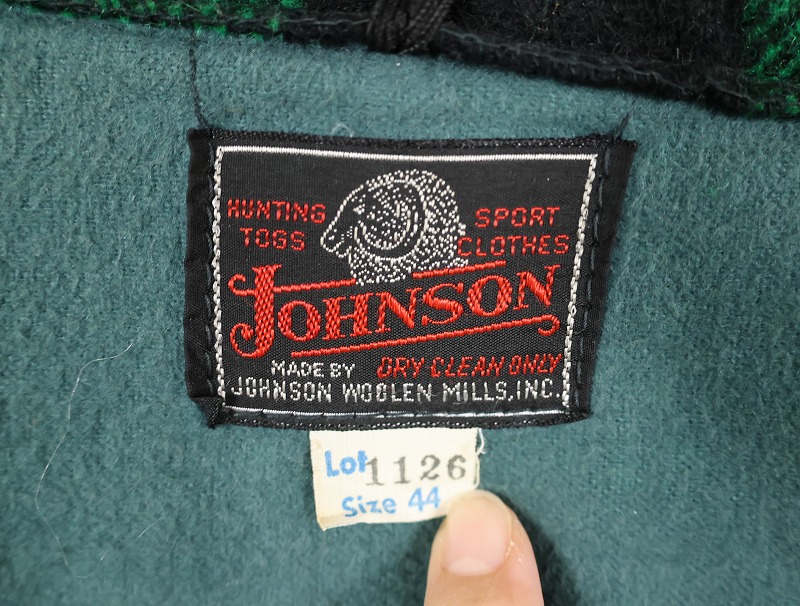 HUNTING SPORT
TOGS CLOTHES
JOHNSON
MADE BY DRY CLEAN ONLY
JOHNSON WOOLEN MILLS, INC.
Lot 1126
Size 44